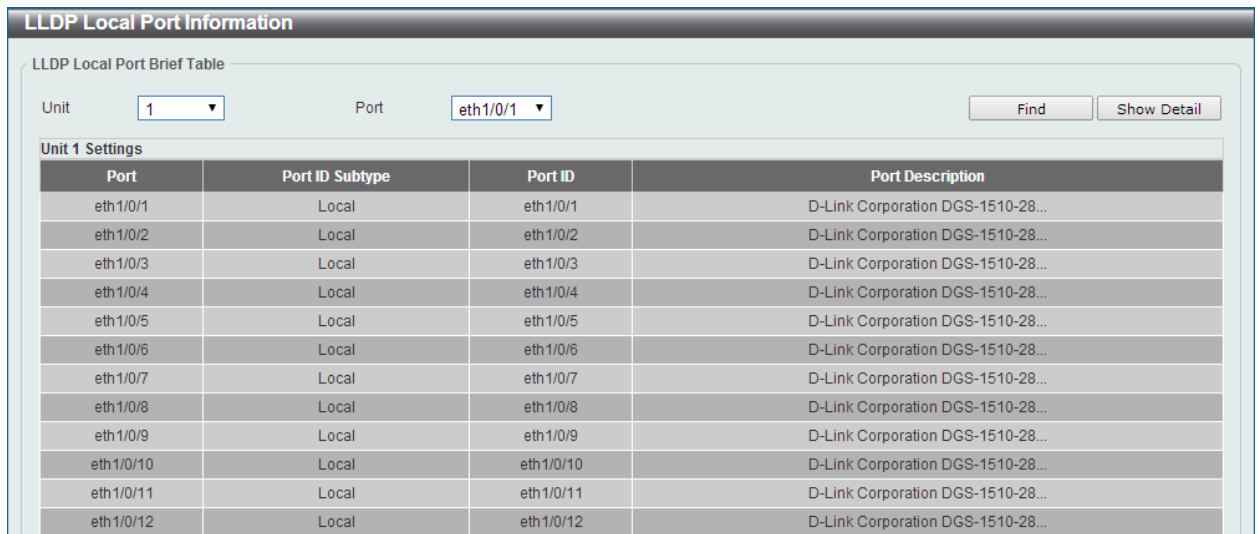 LLDP Local Port Information
LLDP Local Port Brief Table
Unit 1 Port eth1/0/1 Find Show Detail
Unit 1 Settings
Port Port ID Subtype Port ID Port Description
eth1/0/1 Local eth1/0/1 D-Link Corporation DGS-1510-28...
eth1/0/2 Local eth1/0/2 D-Link Corporation DGS-1510-28...
eth1/0/3 Local eth1/0/3 D-Link Corporation DGS-1510-28...
eth1/0/4 Local eth1/0/4 D-Link Corporation DGS-1510-28...
eth1/0/5 Local eth1/0/5 D-Link Corporation DGS-1510-28...
eth1/0/6 Local eth1/0/6 D-Link Corporation DGS-1510-28...
eth1/0/7 Local eth1/0/7 D-Link Corporation DGS-1510-28...
eth1/0/8 Local eth1/0/8 D-Link Corporation DGS-1510-28...
eth1/0/9 Local eth1/0/9 D-Link Corporation DGS-1510-28...
eth1/0/10 Local eth1/0/10 D-Link Corporation DGS-1510-28...
eth1/0/11 Local eth1/0/11 D-Link Corporation DGS-1510-28...
eth1/0/12 Local eth1/0/12 D-Link Corporation DGS-1510-28...